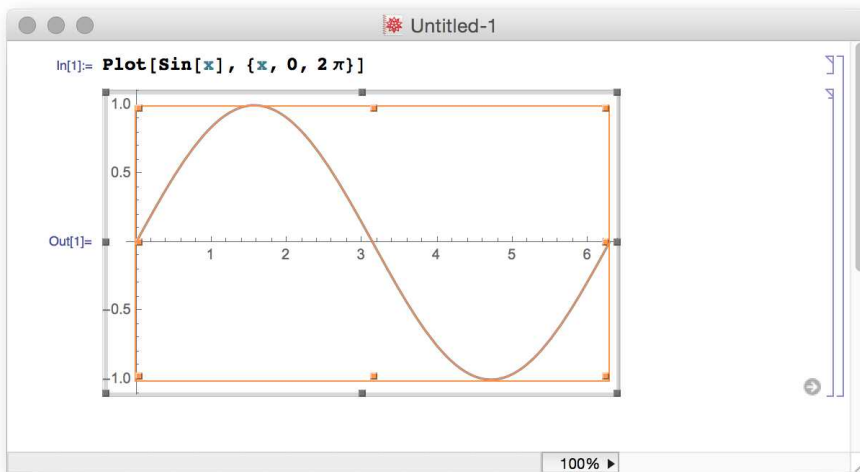 Untitled-1
In[1]:= Plot[Sin[x], {x, 0, 2 π}]
1.0
0.5
Out[1]=
1 2 3 4 5 6
-0.5
-1.0
100%